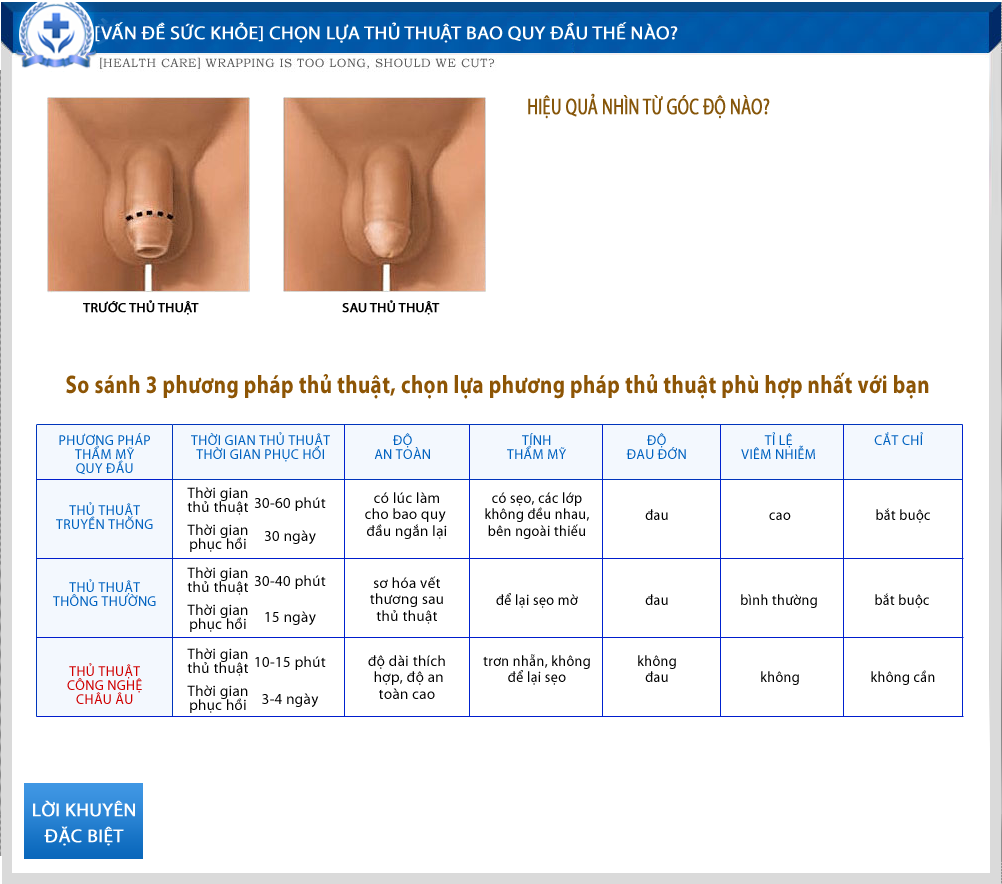 [VẤN ĐỀ SỨC KHỎE] CHỌN LỰA THỦ THUẬT BAO QUY ĐẦU THẾ NÀO?
[HEALTH CARE] WRAPPING IS TOO LONG, SHOULD WE CUT?
HIỆU QUẢ NHÌN TỪ GÓC ĐỘ NÀO?
TRƯỚC THỦ THUẬT
SAU THỦ THUẬT
So sánh 3 phương pháp thủ thuật, chọn lựa phương pháp thủ thuật phù hợp nhất với bạn
PHƯƠNG PHÁP
THẨM MỸ
QUY ĐẦU
THỜI GIAN THỦ THUẬT
THỜI GIAN PHỤC HỒI
ĐỘ
AN TOÀN
TÍNH
THẨM MỸ
ĐỘ
ĐAU ĐỚN
TỈ LỆ
VIÊM NHIỄM
CẮT CHỈ
THỦ THUẬT
TRUYỀN THỐNG
Thời gian
thủ thuật 30-60 phút
Thời gian
phục hồi 30 ngày
có lúc làm
cho bao quy
đầu ngắn lại
có sẹo, các lớp
không đều nhau,
bên ngoài thiếu
đau
cao
bắt buộc
THỦ THUẬT
THÔNG THƯỜNG
Thời gian
thủ thuật 30-40 phút
Thời gian
phục hồi 15 ngày
sơ hóa vết
thương sau
thủ thuật
để lại sẹo mờ
đau
bình thường
bắt buộc
THỦ THUẬT
CÔNG NGHỆ
CHÂU ÂU
Thời gian
thủ thuật 10-15 phút
Thời gian
phục hồi 3-4 ngày
độ dài thích
hợp, độ an
toàn cao
trơn nhẵn, không
để lại sẹo
không
đau
không
không cần
LỜI KHUYÊN
ĐẶC BIỆT